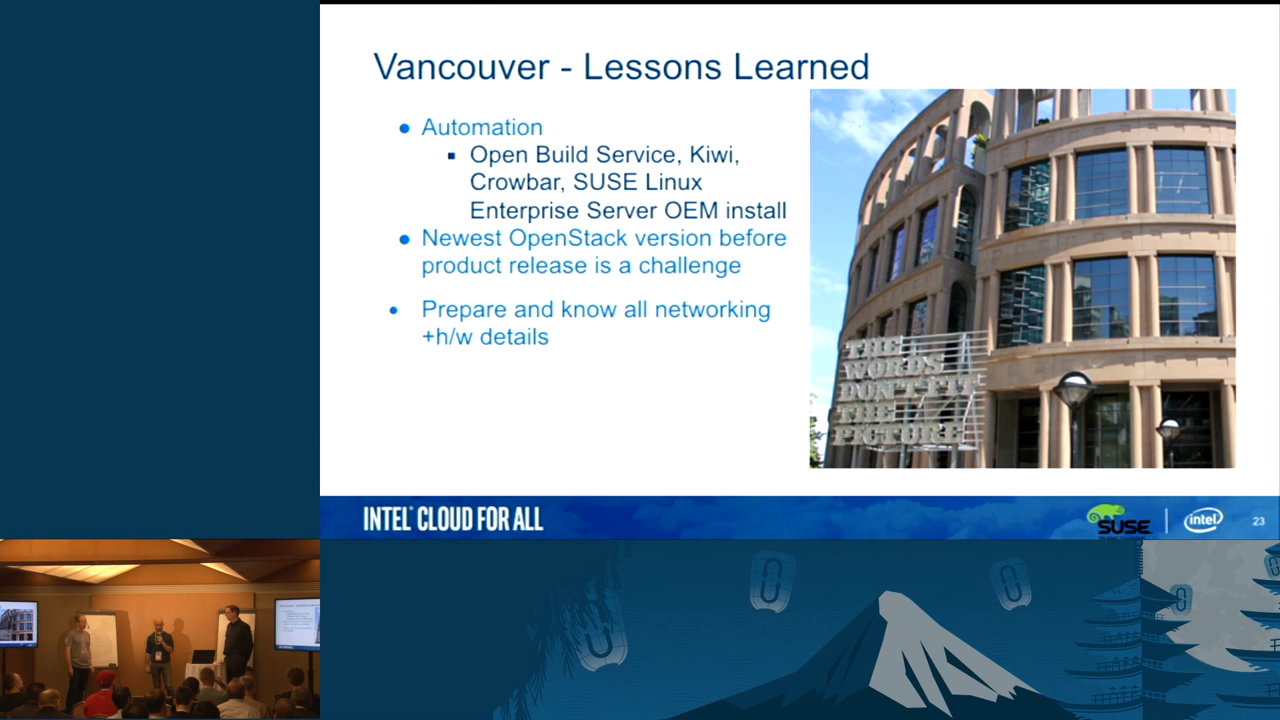 Vancouver - Lessons Learned
Automation
Open Build Service, Kiwi,
Crowbar, SUSE Linux
Enterprise Server OEM install
Newest OpenStack version before
product release is a challenge
Prepare and know all networking
+h/w details
THE
WORDS
DON'T FIT
THE
PICTURE
INTEL CLOUD FOR ALL
SUSE
intel
23